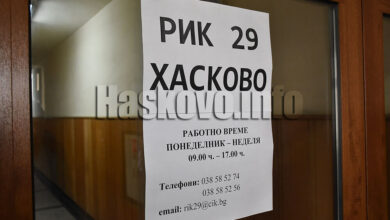 РИК 29
ХАСКОВО
Haskovo.info
РАБОТНО ВРЕМЕ
ПОНЕДЕЛНИК – НЕДЕЛЯ
09.00 ч. – 17.00 ч.
Телефони: 038 58 52 74
038 58 52 56
email: rik29@cik.bg